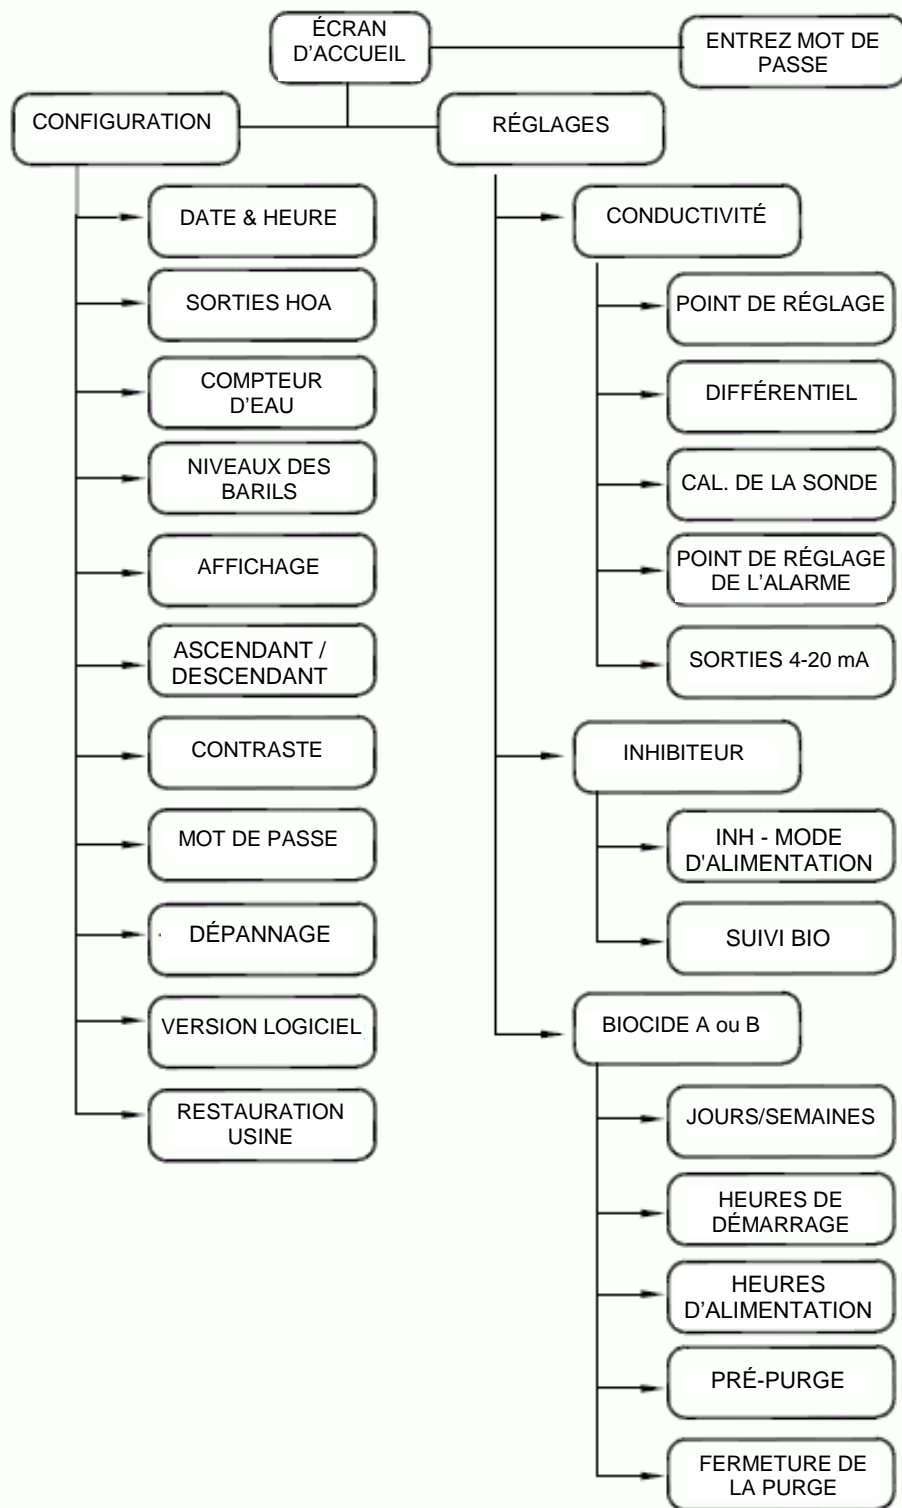 ÉCRAN
D'ACCUEIL
ENTREZ MOT DE
PASSE
CONFIGURATION
RÉGLAGES
DATE & HEURE
SORTIES HOA
COMPTEUR
D'EAU
NIVEAUX DES
BARILS
AFFICHAGE
ASCENDANT /
DESCENDANT
CONTRASTE
MOT DE PASSE
DÉPANNAGE
VERSION LOGICIEL
RESTAURATION
USINE
CONDUCTIVITÉ
POINT DE RÉGLAGE
DIFFÉRENTIEL
CAL. DE LA SONDE
POINT DE RÉGLAGE
DE L'ALARME
SORTIES 4-20 mA
INHIBITEUR
INH - MODE
D'ALIMENTATION
SUIVI BIO
BIOCIDE A ou B
JOURS/SEMAINES
HEURES DE
DÉMARRAGE
HEURES
D'ALIMENTATION
PRÉ-PURGE
FERMETURE DE
LA PURGE